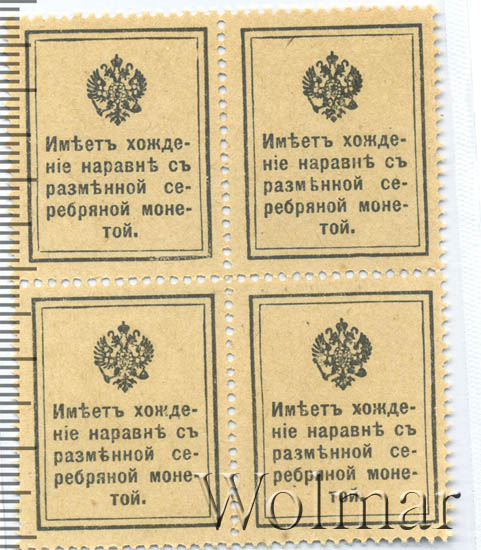 Имѣетъ хожде-
ніе наравнѣ съ
размѣнной се-
ребряной моне-
той.
Имѣетъ хожде-
ніе наравнѣ съ
размѣнной се-
ребряной моне-
той.
Имѣетъ хожде-
ніе наравнѣ съ
размѣнной се-
ребряной моне-
той.
Имѣетъ хожде-
ніе наравнѣ съ
размѣнной се-
ребряной моне-
той.
Wolmar